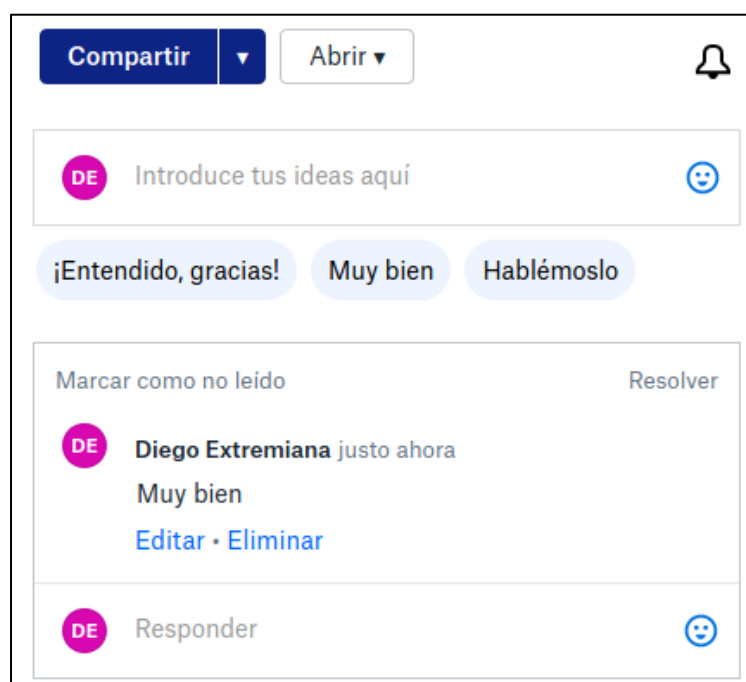 Compartir ▾ Abrir ▾
DE Introduce tus ideas aquí
¡Entendido, gracias! Muy bien Hablémoslo
Marcar como no leído Resolver
DE Diego Extremiana justo ahora
Muy bien
Editar • Eliminar
DE Responder